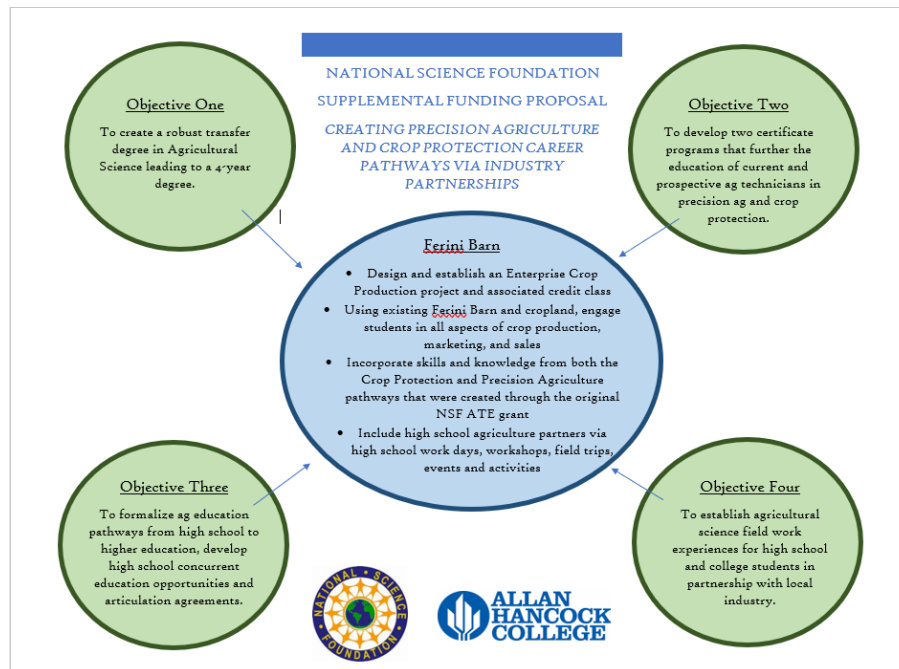 NATIONAL SCIENCE FOUNDATION
SUPPLEMENTAL FUNDING PROPOSAL
CREATING PRECISION AGRICULTURE
AND CROP PROTECTION CAREER
PATHWAYS VIA INDUSTRY
PARTNERSHIPS
Objective One
To create a robust transfer
degree in Agricultural
Science leading to a 4-year
degree.
Objective Two
To develop two certificate
programs that further the
education of current and
prospective ag technicians in
precision ag and crop
protection.
Ferini Barn
• Design and establish an Enterprise Crop
Production project and associated credit class
• Using existing Ferini Barn and cropland, engage
students in all aspects of crop production,
marketing, and sales
• Incorporate skills and knowledge from both the
Crop Protection and Precision Agriculture
pathways that were created through the original
NSF ATE grant
• Include high school agriculture partners via
high school work days, workshops, field trips,
events and activities
Objective Three
To formalize ag education
pathways from high school to
higher education, develop
high school concurrent
education opportunities and
articulation agreements.
Objective Four
To establish agricultural
science field work
experiences for high school
and college students in
partnership with local
industry.
NATIONAL • SCIENCE
FOUNDATION
ALLAN
HANCOCK
COLLEGE